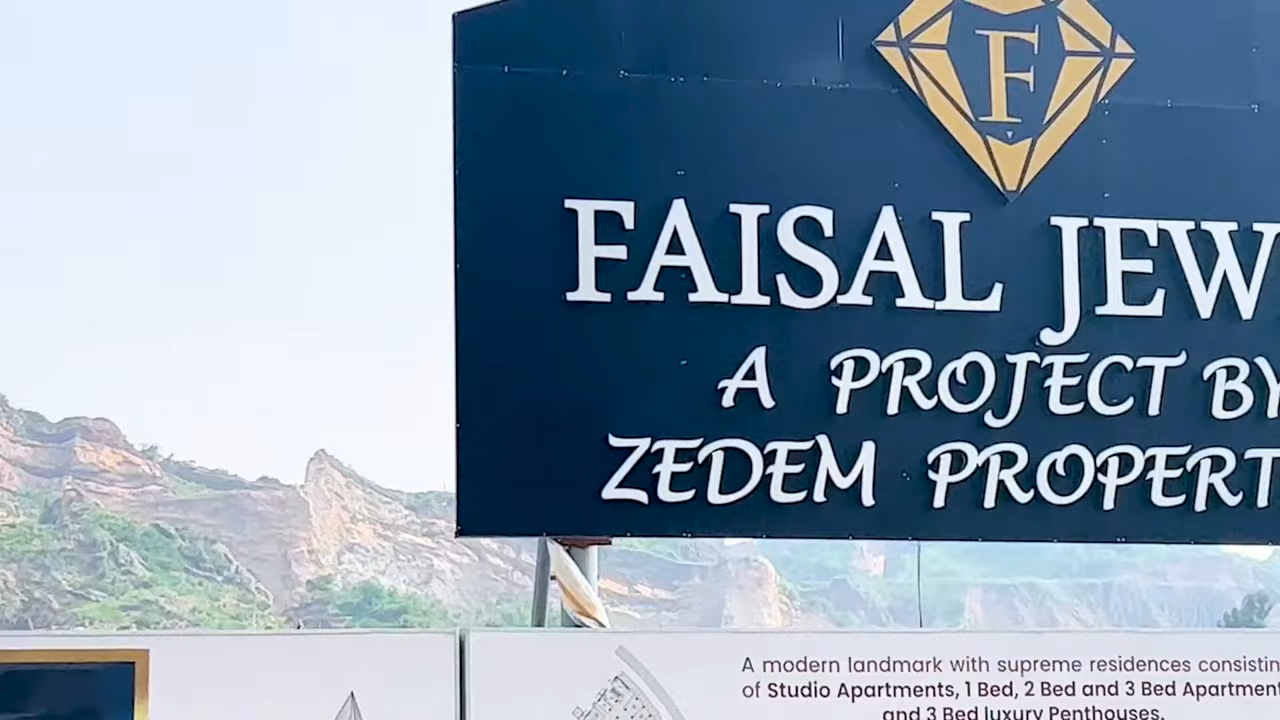 F
FAISAL JEW
A PROJECT BY
ZEDEM PROPERT
A modern landmark with supreme residences consistin
of Studio Apartments, 1 Bed, 2 Bed and 3 Bed Apartmen
and 3 Bed luxury Penthouses.